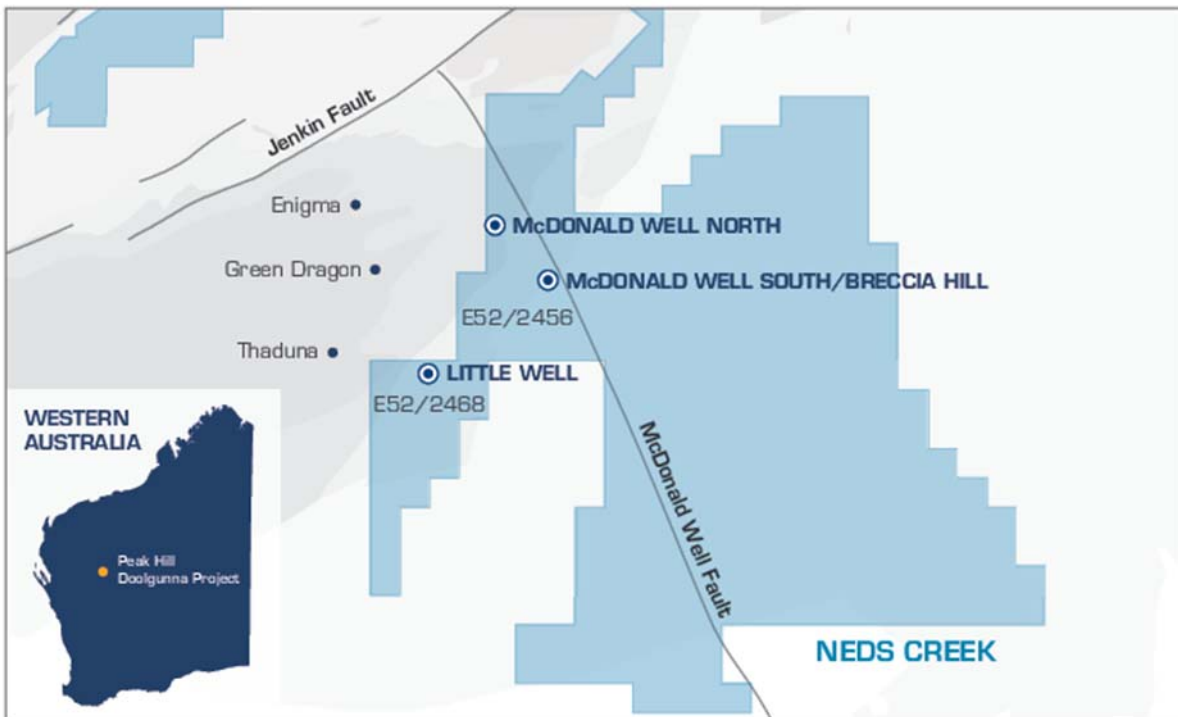 Jenkin Fault
Enigma
McDONALD WELL NORTH
Green Dragon
McDONALD WELL SOUTH/BRECCIA HILL
E52/2456
Thaduna
LITTLE WELL
E52/2468
McDonald Well Fault
WESTERN
AUSTRALIA
Peak Hill
Doolgunna Project
NEDS CREEK